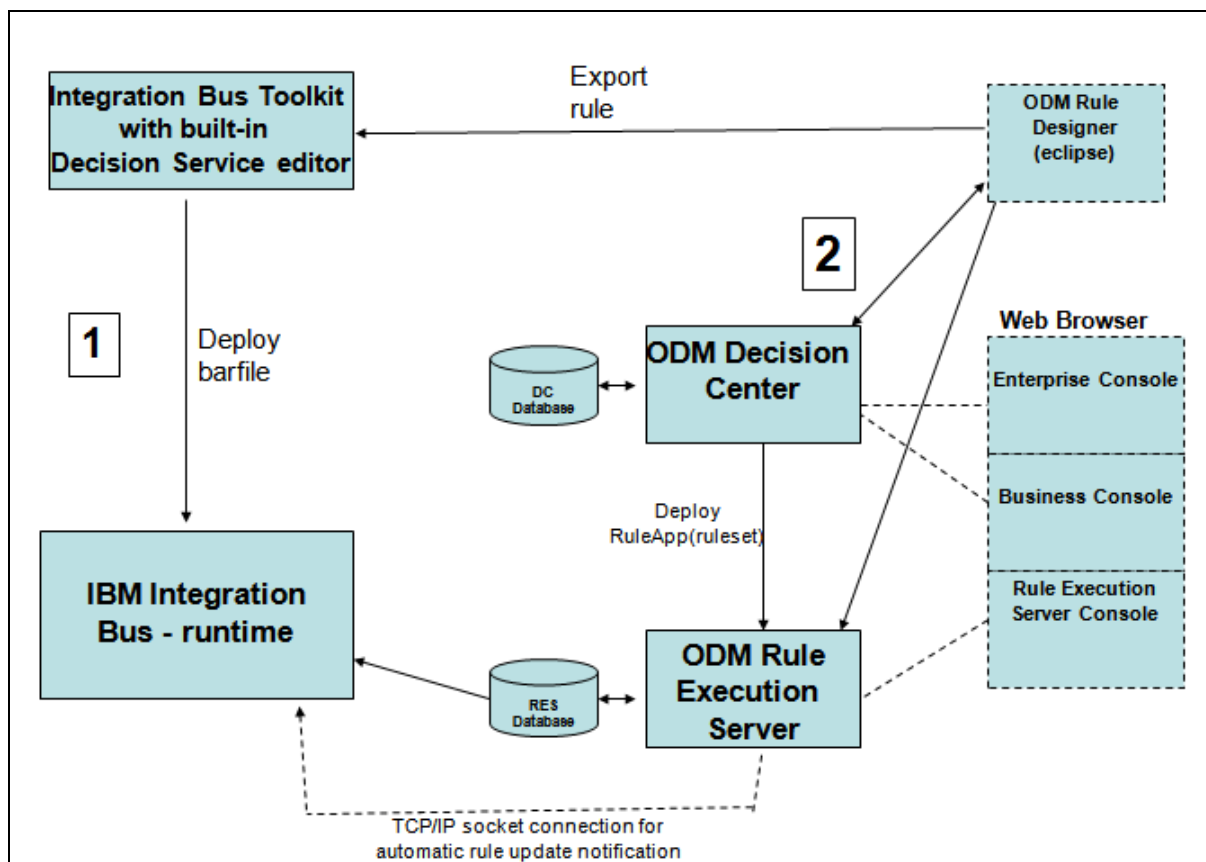 Export
rule
Integration Bus Toolkit
with built-in
Decision Service editor
ODM Rule
Designer
(eclipse)
2
1
Deploy
barfile
Web Browser
ODM Decision
Center
DC
Database
Enterprise Console
Business Console
Deploy
RuleApp(ruleset)
IBM Integration
Bus - runtime
Rule Execution
Server Console
ODM Rule
Execution
Server
RES
Database
TCP/IP socket connection for
automatic rule update notification